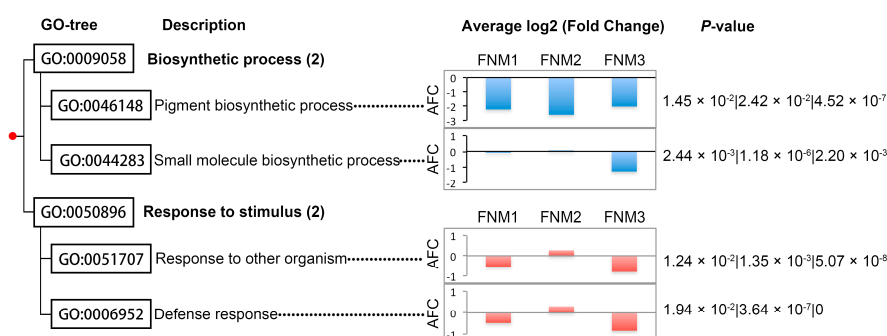 GO-tree Description Average log2 (Fold Change) P-value
GO:0009058 Biosynthetic process (2)
FNM1 FNM2 FNM3
GO:0046148 Pigment biosynthetic process AFC 0 -1 -2 -3 1.45 × 10-2|2.42 × 10-2|4.52 × 10-7
GO:0044283 Small molecule biosynthetic process AFC 1 0 -1 -2 2.44 × 10-3|1.18 × 10-6|2.20 × 10-3
GO:0050896 Response to stimulus (2)
FNM1 FNM2 FNM3
GO:0051707 Response to other organism AFC 1 0 -1 1.24 × 10-2|1.35 × 10-3|5.07 × 10-8
GO:0006952 Defense response AFC 1 0 -1 1.94 × 10-2|3.64 × 10-7|0